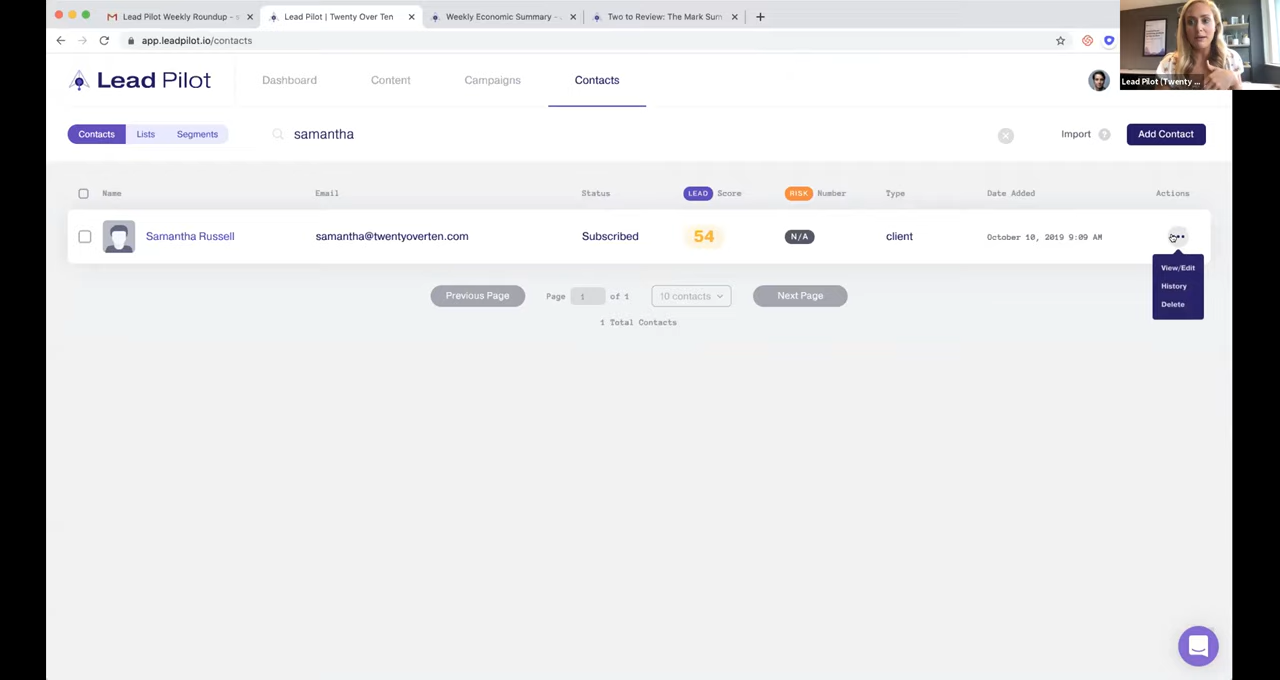 Lead Pilot Weekly Roundup - s
Lead Pilot | Twenty Over Ten
Weekly Economic Summary -
Two to Review: The Mark Sum
app.leadpilot.io/contacts
Lead Pilot (Twenty ...
Lead Pilot
Dashboard
Content
Campaigns
Contacts
Contacts
Lists
Segments
samantha
Import ?
Add Contact
Name
Email
Status
LEAD Score
RISK Number
Type
Date Added
Actions
Samantha Russell
samantha@twentyoverten.com
Subscribed
54
N/A
client
October 10, 2019 9:09 AM
View/Edit
History
Delete
Previous Page
Page 1 of 1
10 contacts
Next Page
1 Total Contacts